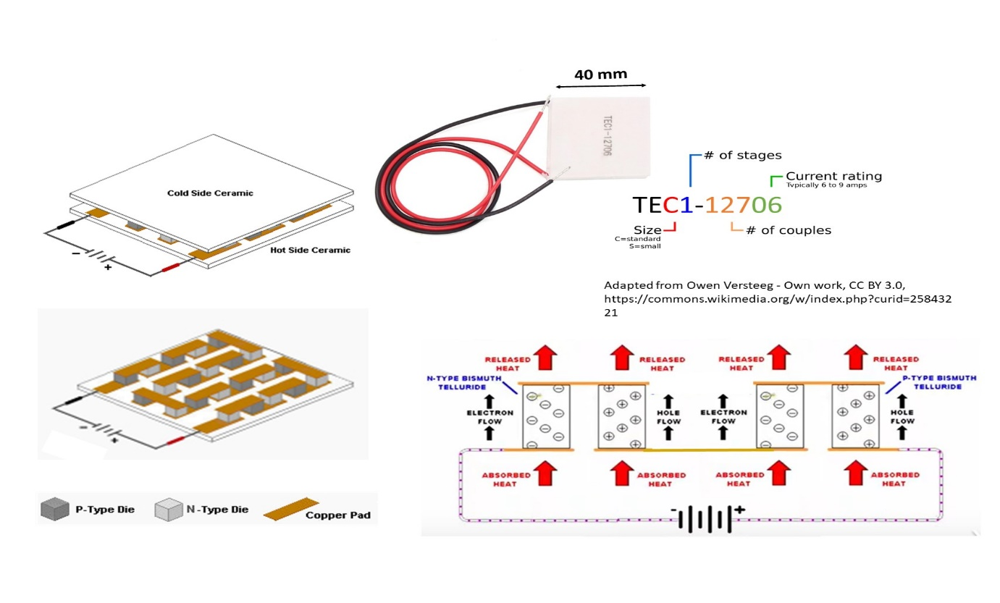 40 mm
TEC1-12706
# of stages
Current rating
Typically 6 to 9 amps
TEC1-12706
Size
C=standard
S=small
# of couples
Cold Side Ceramic
Hot Side Ceramic
-
+
Adapted from Owen Versteeg - Own work, CC BY 3.0,
https://commons.wikimedia.org/w/index.php?curid=258432
21
-
+
P-Type Die
N-Type Die
Copper Pad
RELEASED
HEAT
RELEASED
HEAT
RELEASED
HEAT
RELEASED
HEAT
N-TYPE BISMUTH
TELLURIDE
P-TYPE BISMUTH
TELLURIDE
ELECTRON
FLOW
HOLE
FLOW
ELECTRON
FLOW
HOLE
FLOW
ABSORBED
HEAT
ABSORBED
HEAT
ABSORBED
HEAT
ABSORBED
HEAT
- +